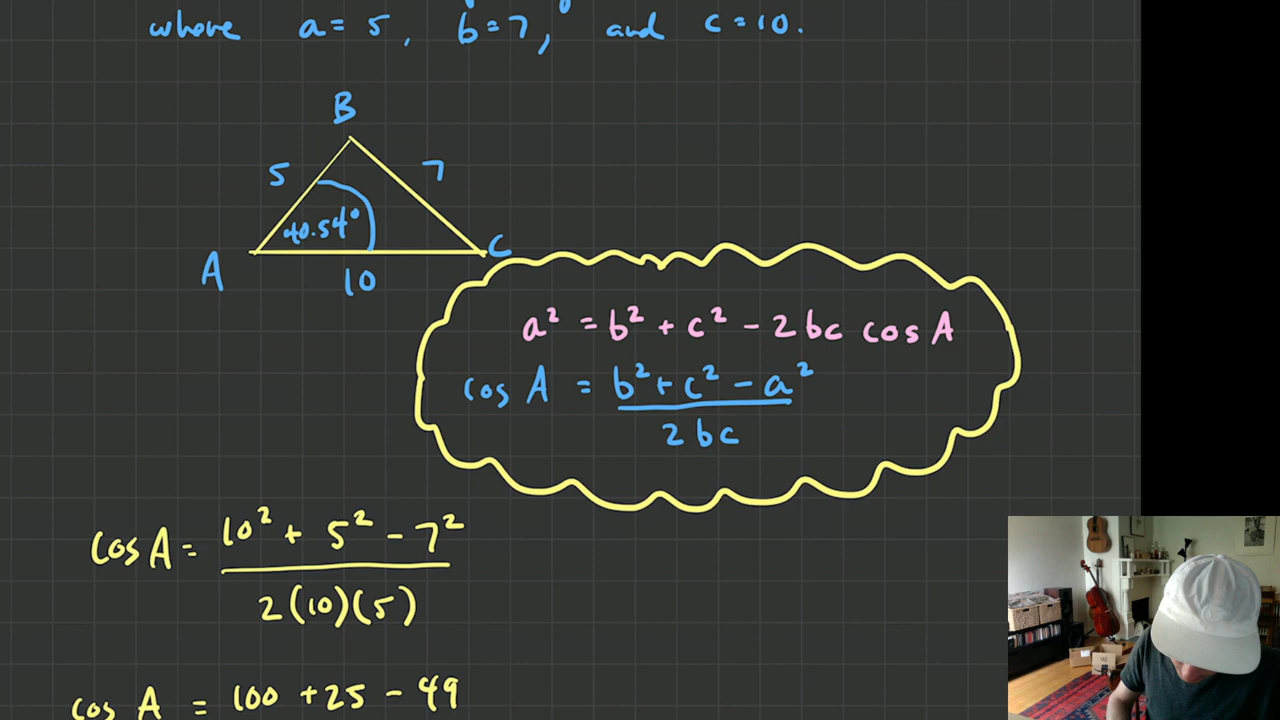 where a = 5, b = 7, and c = 10.
B
5
7
40.54°
A
C
10
a² = b² + c² - 2bc cos A
cos A = b² + c² - a²
2bc
cos A = 10² + 5² - 7²
2(10)(5)
cos A = 100 + 25 - 49